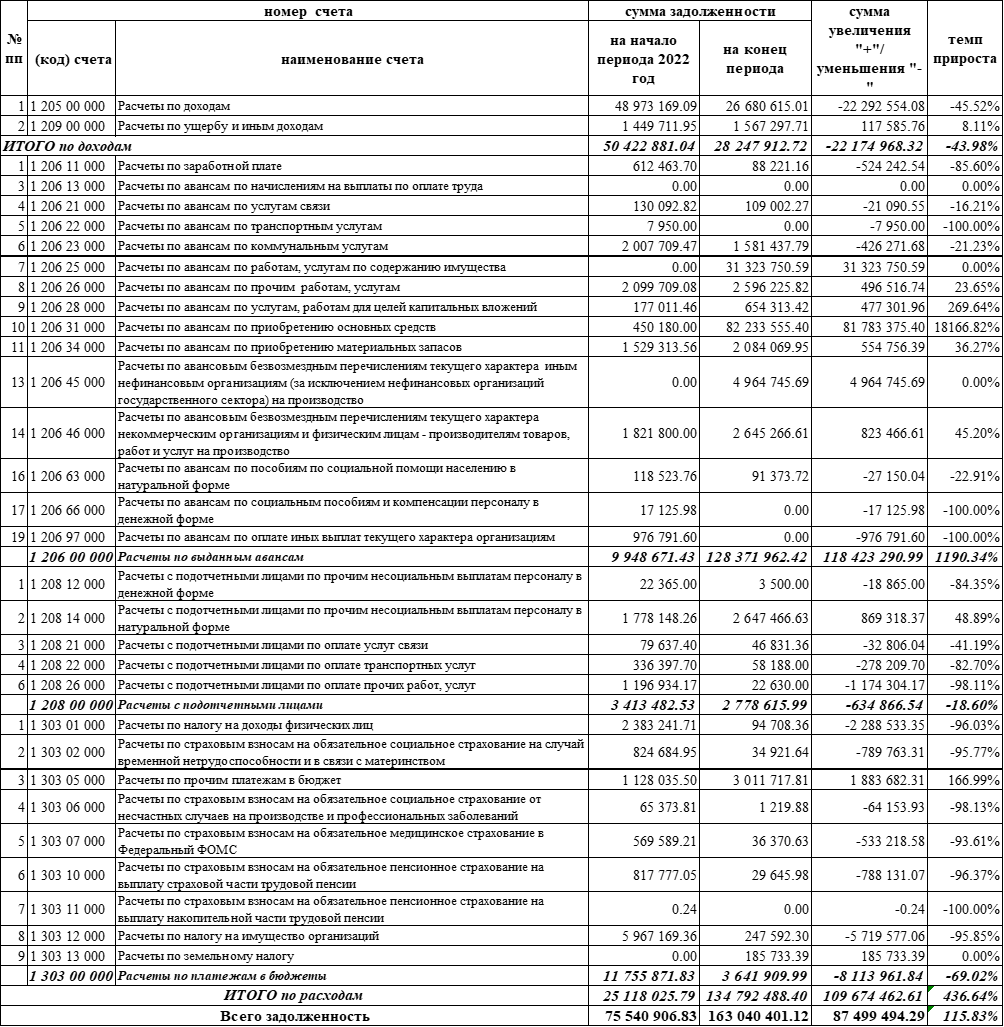 № пп номер счета сумма задолженности сумма увеличения "+"/ уменьшения "-" темп прироста
(код) счета наименование счета на начало периода 2022 год на конец периода
1 1 205 00 000 Расчеты по доходам 48 973 169.09 26 680 615.01 -22 292 554.08 -45.52%
2 1 209 00 000 Расчеты по ущербу и иным доходам 1 449 711.95 1 567 297.71 117 585.76 8.11%
ИТОГО по доходам 50 422 881.04 28 247 912.72 -22 174 968.32 -43.98%
1 1 206 11 000 Расчеты по заработной плате 612 463.70 88 221.16 -524 242.54 -85.60%
3 1 206 13 000 Расчеты по авансам по начислениям на выплаты по оплате труда 0.00 0.00 0.00 0.00%
4 1 206 21 000 Расчеты по авансам по услугам связи 130 092.82 109 002.27 -21 090.55 -16.21%
5 1 206 22 000 Расчеты по авансам по транспортным услугам 7 950.00 0.00 -7 950.00 -100.00%
6 1 206 23 000 Расчеты по авансам по коммунальным услугам 2 007 709.47 1 581 437.79 -426 271.68 -21.23%
7 1 206 25 000 Расчеты по авансам по работам, услугам по содержанию имущества 0.00 31 323 750.59 31 323 750.59 0.00%
8 1 206 26 000 Расчеты по авансам по прочим работам, услугам 2 099 709.08 2 596 225.82 496 516.74 23.65%
9 1 206 28 000 Расчеты по авансам по услугам, работам для целей капитальных вложений 177 011.46 654 313.42 477 301.96 269.64%
10 1 206 31 000 Расчеты по авансам по приобретению основных средств 450 180.00 82 233 555.40 81 783 375.40 18166.82%
11 1 206 34 000 Расчеты по авансам по приобретению материальных запасов 1 529 313.56 2 084 069.95 554 756.39 36.27%
13 1 206 45 000 Расчеты по авансовым безвозмездным перечислениям текущего характера иным
нефинансовым организациям (за исключением нефинансовых организаций
государственного сектора) на производство 0.00 4 964 745.69 4 964 745.69 0.00%
14 1 206 46 000 Расчеты по авансовым безвозмездным перечислениям текущего характера
некоммерческим организациям и физическим лицам - производителям товаров,
работ и услуг на производство 1 821 800.00 2 645 266.61 823 466.61 45.20%
16 1 206 63 000 Расчеты по авансам по пособиям по социальной помощи населению в
натуральной форме 118 523.76 91 373.72 -27 150.04 -22.91%
17 1 206 66 000 Расчеты по авансам по социальным пособиям и компенсации персоналу в
денежной форме 17 125.98 0.00 -17 125.98 -100.00%
19 1 206 97 000 Расчеты по авансам по оплате иных выплат текущего характера организациям 976 791.60 0.00 -976 791.60 -100.00%
1 206 00 000 Расчеты по выданным авансам 9 948 671.43 128 371 962.42 118 423 290.99 1190.34%
1 1 208 12 000 Расчеты с подотчетными лицами по прочим несоциальным выплатам персоналу в
денежной форме 22 365.00 3 500.00 -18 865.00 -84.35%
2 1 208 14 000 Расчеты с подотчетными лицами по прочим несоциальным выплатам персоналу в
натуральной форме 1 778 148.26 2 647 466.63 869 318.37 48.89%
3 1 208 21 000 Расчеты с подотчетными лицами по оплате услуг связи 79 637.40 46 831.36 -32 806.04 -41.19%
4 1 208 22 000 Расчеты с подотчетными лицами по оплате транспортных услуг 336 397.70 58 188.00 -278 209.70 -82.70%
6 1 208 26 000 Расчеты с подотчетными лицами по оплате прочих работ, услуг 1 196 934.17 22 630.00 -1 174 304.17 -98.11%
1 208 00 000 Расчеты с подотчетными лицами 3 413 482.53 2 778 615.99 -634 866.54 -18.60%
1 1 303 01 000 Расчеты по налогу на доходы физических лиц 2 383 241.71 94 708.36 -2 288 533.35 -96.03%
2 1 303 02 000 Расчеты по страховым взносам на обязательное социальное страхование на случай
временной нетрудоспособности и в связи с материнством 824 684.95 34 921.64 -789 763.31 -95.77%
3 1 303 05 000 Расчеты по прочим платежам в бюджет 1 128 035.50 3 011 717.81 1 883 682.31 166.99%
4 1 303 06 000 Расчеты по страховым взносам на обязательное социальное страхование от
несчастных случаев на производстве и профессиональных заболеваний 65 373.81 1 219.88 -64 153.93 -98.13%
5 1 303 07 000 Расчеты по страховым взносам на обязательное медицинское страхование в
Федеральный ФОМС 569 589.21 36 370.63 -533 218.58 -93.61%
6 1 303 10 000 Расчеты по страховым взносам на обязательное пенсионное страхование на
выплату страховой части трудовой пенсии 817 777.05 29 645.98 -788 131.07 -96.37%
7 1 303 11 000 Расчеты по страховым взносам на обязательное пенсионное страхование на
выплату накопительной части трудовой пенсии 0.24 0.00 -0.24 -100.00%
8 1 303 12 000 Расчеты по налогу на имущество организаций 5 967 169.36 247 592.30 -5 719 577.06 -95.85%
9 1 303 13 000 Расчеты по земельному налогу 0.00 185 733.39 185 733.39 0.00%
1 303 00 000 Расчеты по платежам в бюджеты 11 755 871.83 3 641 909.99 -8 113 961.84 -69.02%
ИТОГО по расходам 25 118 025.79 134 792 488.40 109 674 462.61 436.64%
Всего задолженность 75 540 906.83 163 040 401.12 87 499 494.29 115.83%